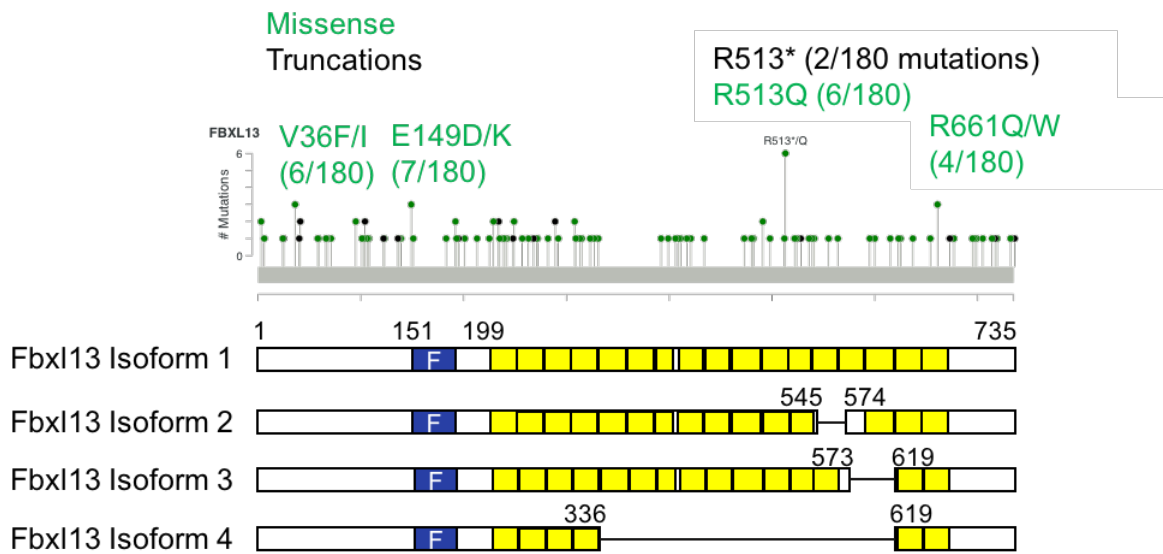 Missense
Truncations
R513* (2/180 mutations)
R513Q (6/180)
R661Q/W
(4/180)
FBXL13
V36F/I
(6/180)
E149D/K
(7/180)
R513*/Q
6
# Mutations
0
1 151 199 735
Fbxl13 Isoform 1 F
545 574
Fbxl13 Isoform 2 F
573 619
Fbxl13 Isoform 3 F
336 619
Fbxl13 Isoform 4 F